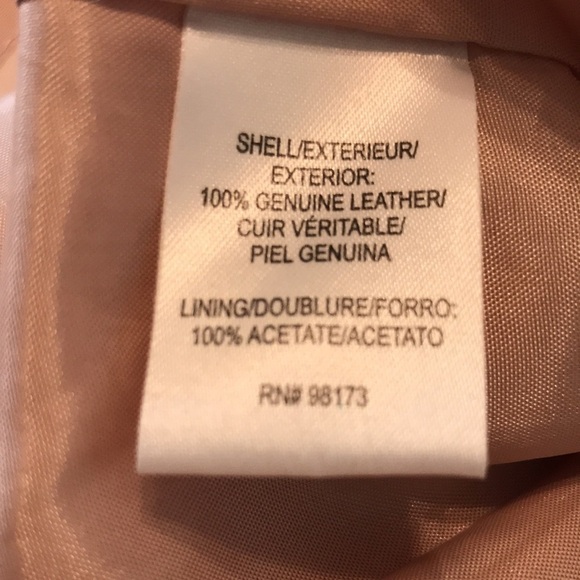 SHELL/EXTERIEUR/
EXTERIOR:
100% GENUINE LEATHER/
CUIR VÉRITABLE/
PIEL GENUINA
LINING/DOUBLURE/FORRO:
100% ACETATE/ACETATO
RN# 98173